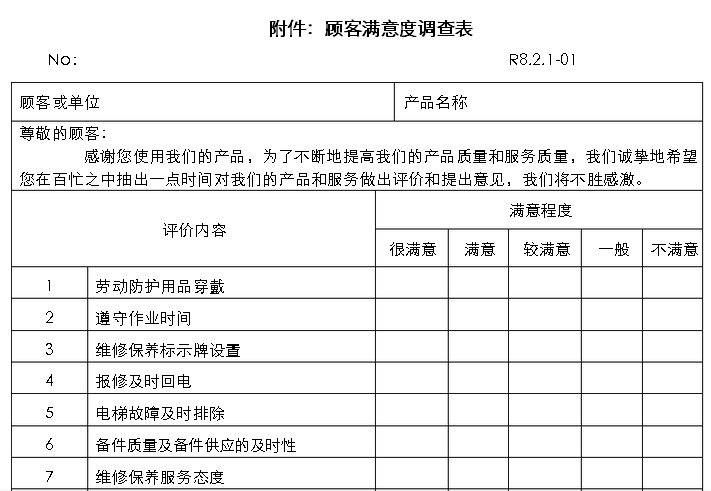 附件：顾客满意度调查表
No: R8.2.1-01
顾客或单位 产品名称
尊敬的顾客：
感谢您使用我们的产品，为了不断地提高我们的产品质量和服务质量，我们诚挚地希望
您在百忙之中抽出一点时间对我们的产品和服务做出评价和提出意见，我们将不胜感激。
评价内容 满意程度
很满意 满意 较满意 一般 不满意
1 劳动防护用品穿戴
2 遵守作业时间
3 维修保养标示牌设置
4 报修及时回电
5 电梯故障及时排除
6 备件质量及备件供应的及时性
7 维修保养服务态度